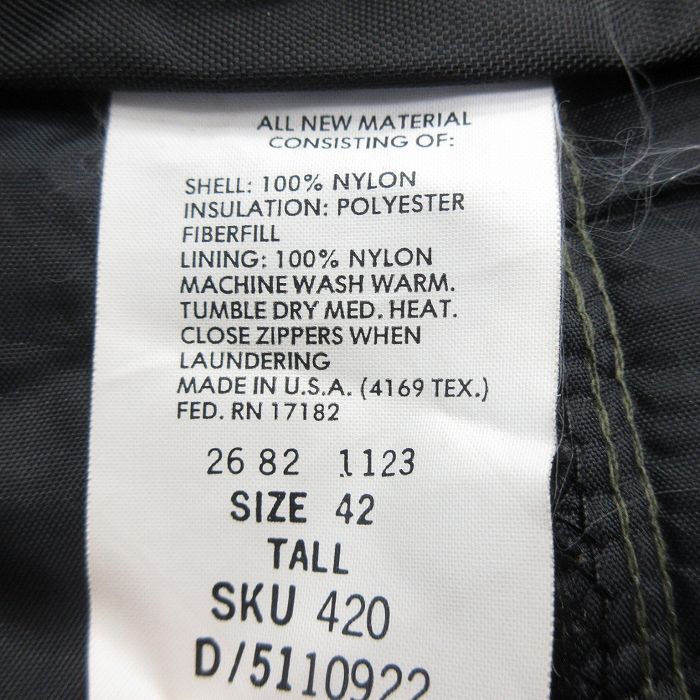 ALL NEW MATERIAL
CONSISTING OF:
SHELL: 100% NYLON
INSULATION: POLYESTER
FIBERFILL
LINING: 100% NYLON
MACHINE WASH WARM.
TUMBLE DRY MED. HEAT.
CLOSE ZIPPERS WHEN
LAUNDERING
MADE IN U.S.A. (4169 TEX.)
FED. RN 17182
26 82 1123
SIZE 42
TALL
SKU 420
D/5110922